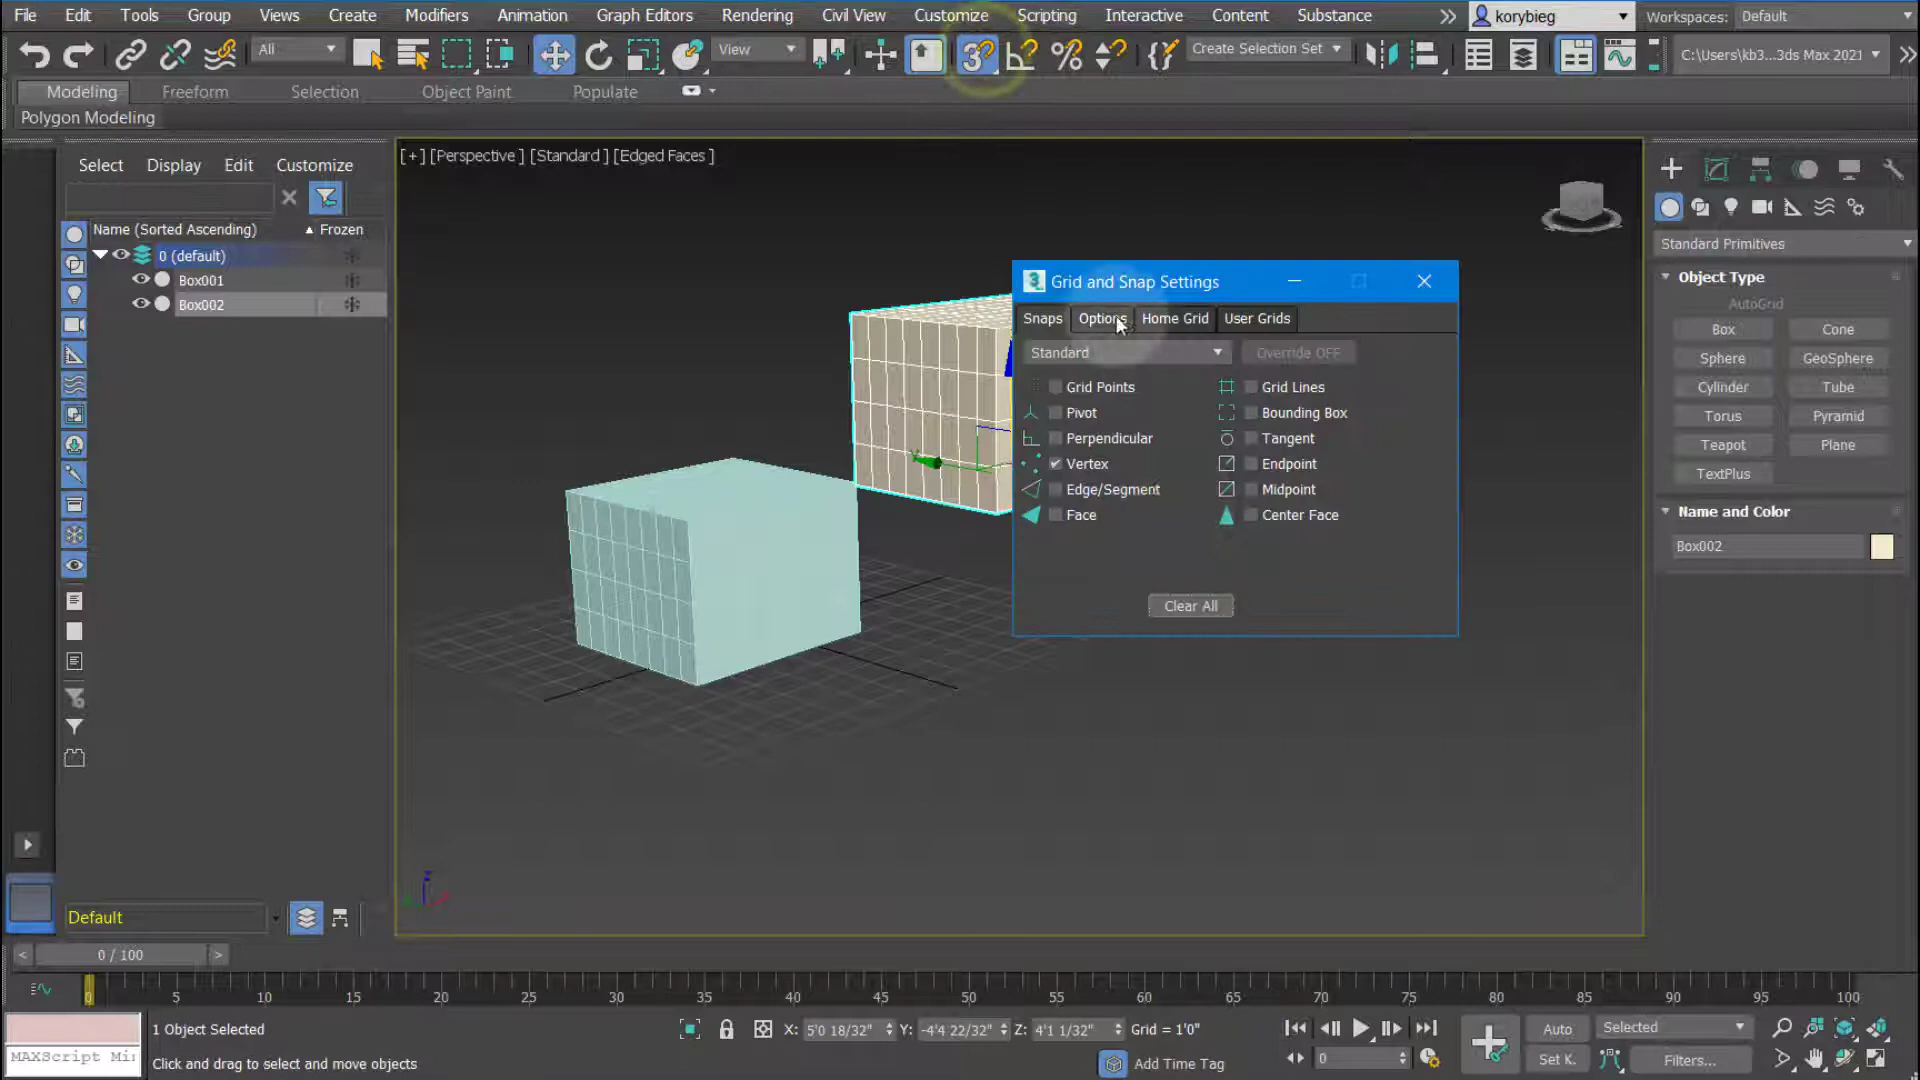 File Edit Tools Group Views Create Modifiers Animation Graph Editors Rendering Civil View Customize Scripting Interactive Content Substance korybieg Workspaces: Default
All View Create Selection Set C:\Users\kb3...3ds Max 2021
Modeling Freeform Selection Object Paint Populate
Polygon Modeling
Select Display Edit Customize
Name (Sorted Ascending) Frozen
0 (default)
Box001
Box002
Default
[+] [Perspective] [Standard] [Edged Faces]
Grid and Snap Settings
Snaps Options Home Grid User Grids
Standard Override OFF
Grid Points Grid Lines
Pivot Bounding Box
Perpendicular Tangent
Vertex Endpoint
Edge/Segment Midpoint
Face Center Face
Clear All
Standard Primitives
Object Type
AutoGrid
Box Cone
Sphere GeoSphere
Cylinder Tube
Torus Pyramid
Teapot Plane
TextPlus
Name and Color
Box002
< 0 / 100 >
0 5 10 15 20 25 30 35 40 45 50 55 60 65 70 75 80 85 90 95 100
1 Object Selected X: 5'0 18/32" Y: -4'4 22/32" Z: 4'1 1/32" Grid = 1'0" Auto Selected
MAXScript Mi Click and drag to select and move objects Add Time Tag 0 Set K. Filters...